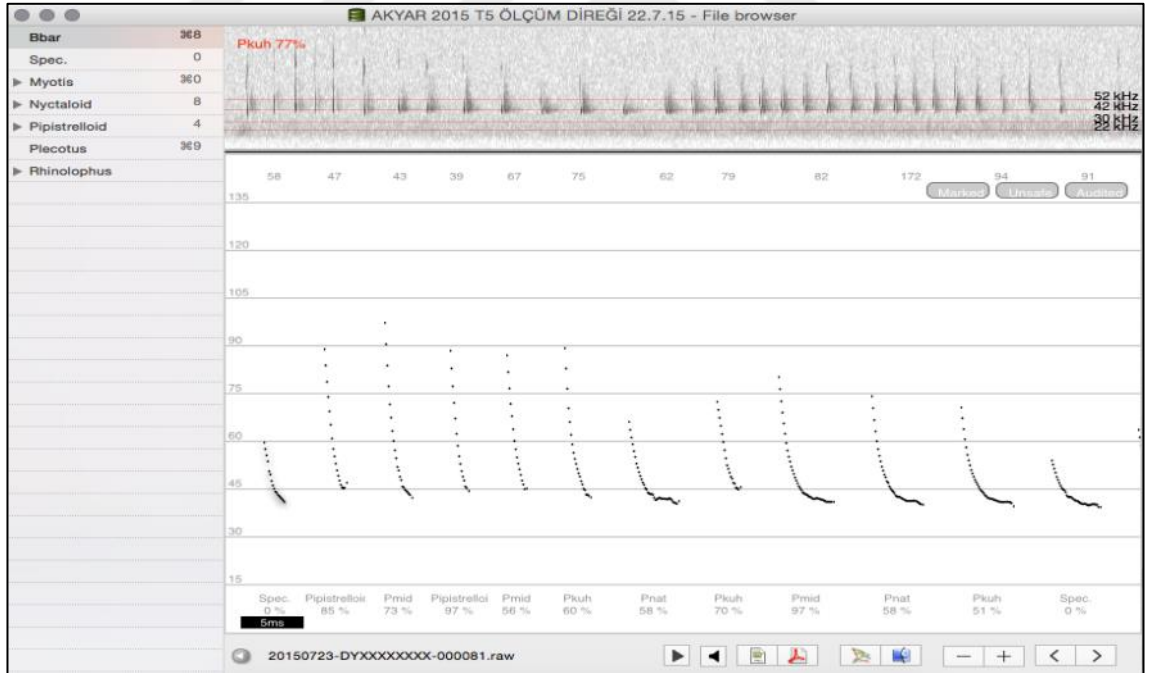 AKYAR 2015 T5 ÖLÇÜM DİREĞİ 22.7.15 - File browser
Bbar ⌘8
Spec. 0
Myotis ⌘0
Nyctaloid 8
Pipistrelloid 4
Plecotus ⌘9
Rhinolophus
Pkuh 77%
52 kHz
42 kHz
30 kHz
22 kHz
58 47 43 39 67 75 62 79 82 172 94 91
Marked Unsafe Audited
135
120
105
90
75
60
45
30
15
Spec. Pipistrelloi Pmid Pipistrelloi Pmid Pkuh Pnat Pkuh Pmid Pnat Pkuh Spec.
0 % 85 % 73 % 97 % 56 % 60 % 58 % 70 % 97 % 58 % 51 % 0 %
5ms
20150723-DYXXXXXXXX-000081.raw